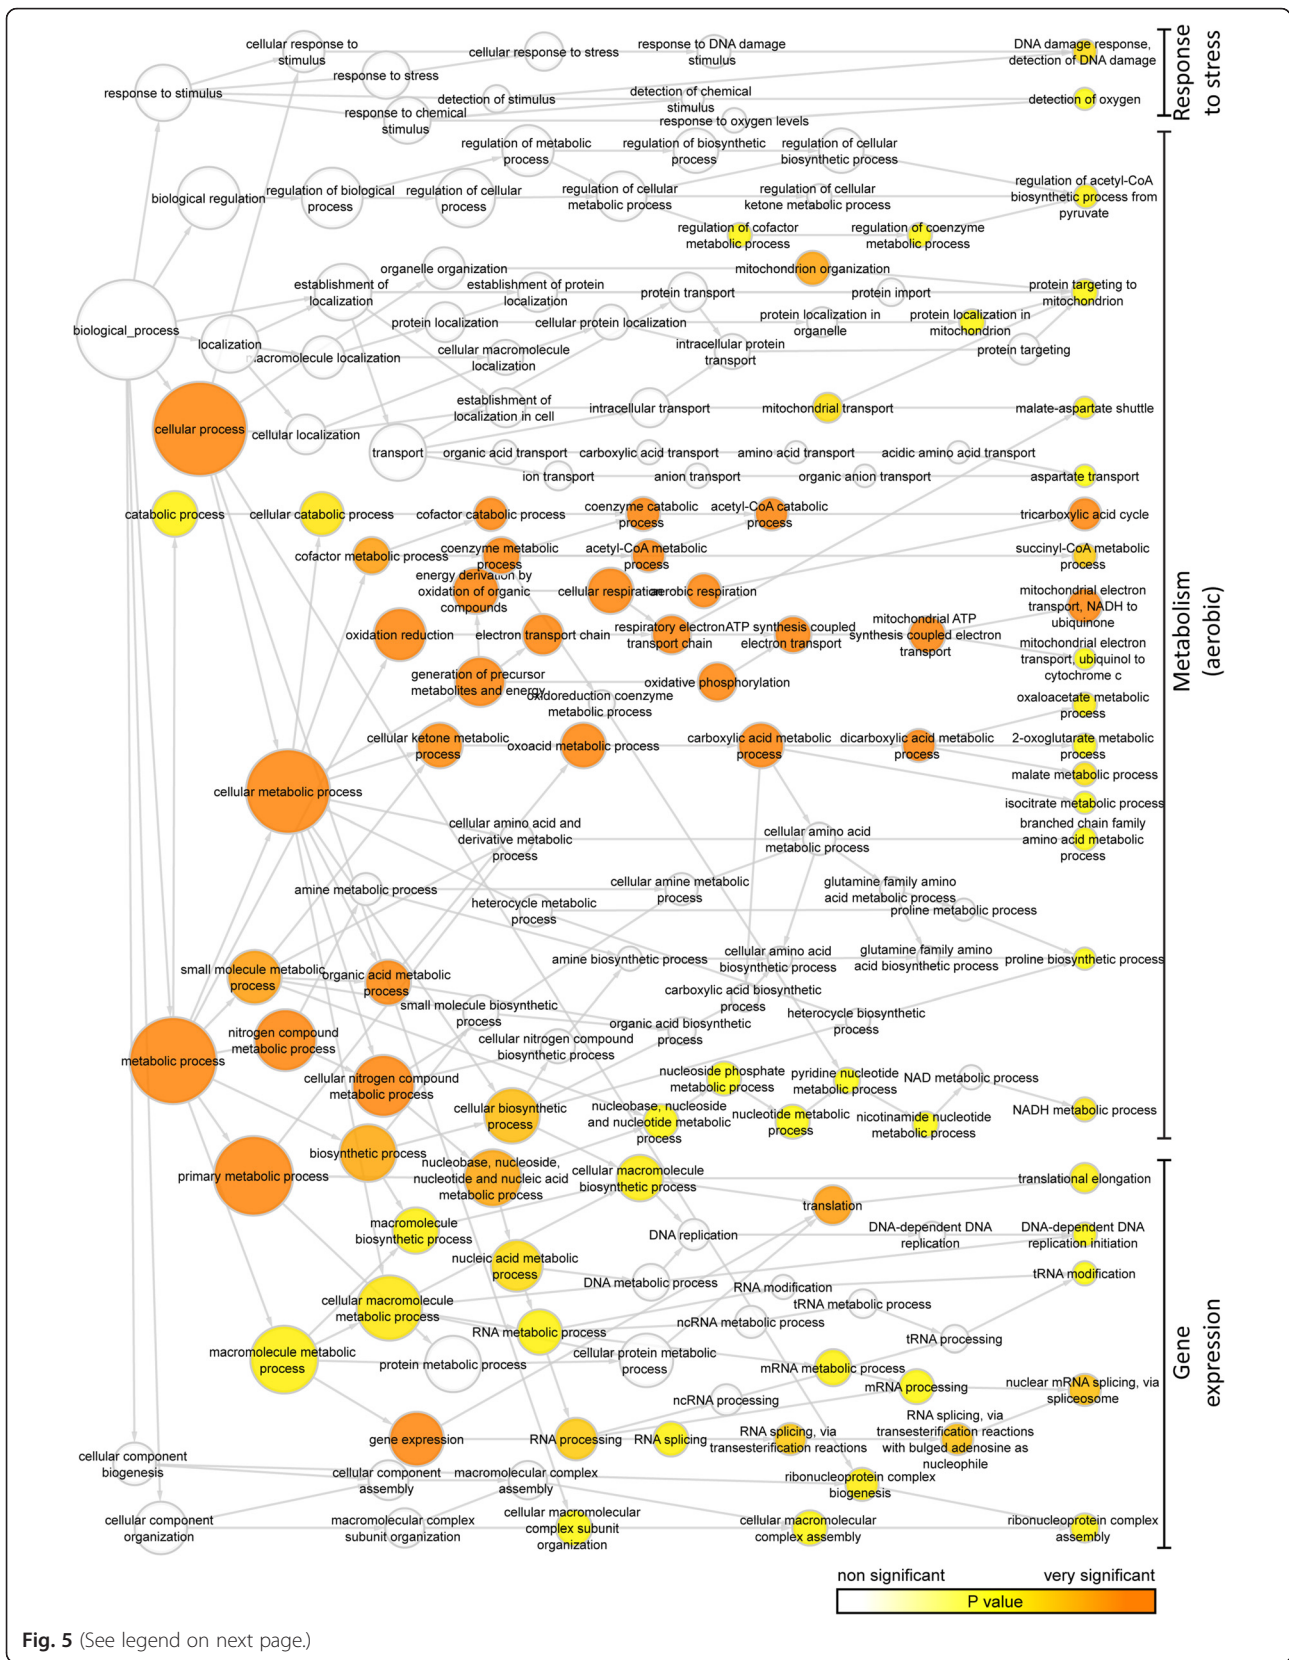 cellular response to
stimulus
cellular response to stress
response to DNA damage
stimulus
DNA damage response,
detection of DNA damage
response to stress
response to stimulus
detection of stimulus
detection of chemical
stimulus
detection of oxygen
response to chemical
stimulus
response to oxygen levels
Response
to stress
regulation of metabolic
process
regulation of biosynthetic
process
regulation of cellular
biosynthetic process
biological regulation
regulation of biological
process
regulation of cellular
process
regulation of cellular
metabolic process
regulation of cellular
ketone metabolic process
regulation of acetyl-CoA
biosynthetic process from
pyruvate
regulation of cofactor
metabolic process
regulation of coenzyme
metabolic process
organelle organization
mitochondrion organization
establishment of
localization
establishment of protein
localization
protein transport
protein import
protein targeting to
mitochondrion
biological_process
protein localization
cellular protein localization
protein localization in
organelle
protein localization in
mitochondrion
localization
macromolecule localization
cellular macromolecule
localization
intracellular protein
transport
protein targeting
establishment of
localization in cell
intracellular transport
mitochondrial transport
malate-aspartate shuttle
cellular process
cellular localization
transport
organic acid transport
carboxylic acid transport
amino acid transport
acidic amino acid transport
ion transport
anion transport
organic anion transport
aspartate transport
catabolic process
cellular catabolic process
cofactor catabolic process
coenzyme catabolic
process
acetyl-CoA catabolic
process
tricarboxylic acid cycle
cofactor metabolic process
coenzyme metabolic
process
acetyl-CoA metabolic
process
succinyl-CoA metabolic
process
energy derivation by
oxidation of organic
compounds
cellular respiration
aerobic respiration
mitochondrial electron
transport, NADH to
ubiquinone
oxidation reduction
electron transport chain
respiratory electron
transport chain
ATP synthesis coupled
electron transport
mitochondrial ATP
synthesis coupled electron
transport
mitochondrial electron
transport, ubiquinol to
cytochrome c
generation of precursor
metabolites and energy
oxidative phosphorylation
oxidoreduction coenzyme
metabolic process
oxaloacetate metabolic
process
cellular ketone metabolic
process
oxoacid metabolic process
carboxylic acid metabolic
process
dicarboxylic acid metabolic
process
2-oxoglutarate metabolic
process
malate metabolic process
cellular metabolic process
isocitrate metabolic process
cellular amino acid and
derivative metabolic
process
cellular amino acid
metabolic process
branched chain family
amino acid metabolic
process
Metabolism
(aerobic)
amine metabolic process
cellular amine metabolic
process
glutamine family amino
acid metabolic process
heterocycle metabolic
process
proline metabolic process
amine biosynthetic process
cellular amino acid
biosynthetic process
glutamine family amino
acid biosynthetic process
proline biosynthetic process
small molecule metabolic
process
organic acid metabolic
process
carboxylic acid biosynthetic
process
small molecule biosynthetic
process
organic acid biosynthetic
process
heterocycle biosynthetic
process
nitrogen compound
metabolic process
cellular nitrogen compound
biosynthetic process
metabolic process
cellular nitrogen compound
metabolic process
nucleoside phosphate
metabolic process
pyridine nucleotide
metabolic process
NAD metabolic process
cellular biosynthetic
process
nucleobase, nucleoside
and nucleotide metabolic
process
nucleotide metabolic
process
nicotinamide nucleotide
metabolic process
NADH metabolic process
biosynthetic process
primary metabolic process
nucleobase, nucleoside,
nucleotide and nucleic acid
metabolic process
cellular macromolecule
biosynthetic process
translational elongation
translation
macromolecule
biosynthetic process
DNA replication
DNA-dependent DNA
replication
DNA-dependent DNA
replication initiation
nucleic acid metabolic
process
DNA metabolic process
RNA modification
tRNA modification
cellular macromolecule
metabolic process
tRNA metabolic process
ncRNA metabolic process
RNA metabolic process
tRNA processing
macromolecule metabolic
process
protein metabolic process
cellular protein metabolic
process
mRNA metabolic process
mRNA processing
nuclear mRNA splicing, via
spliceosome
ncRNA processing
Gene
expression
gene expression
RNA processing
RNA splicing
RNA splicing, via
transesterification reactions
RNA splicing, via
transesterification reactions
with bulged adenosine as
nucleophile
cellular component
biogenesis
cellular component
assembly
macromolecular complex
assembly
ribonucleoprotein complex
biogenesis
cellular component
organization
macromolecular complex
subunit organization
cellular macromolecular
complex subunit
organization
cellular macromolecular
complex assembly
ribonucleoprotein complex
assembly
non significant
very significant
P value
Fig. 5 (See legend on next page.)